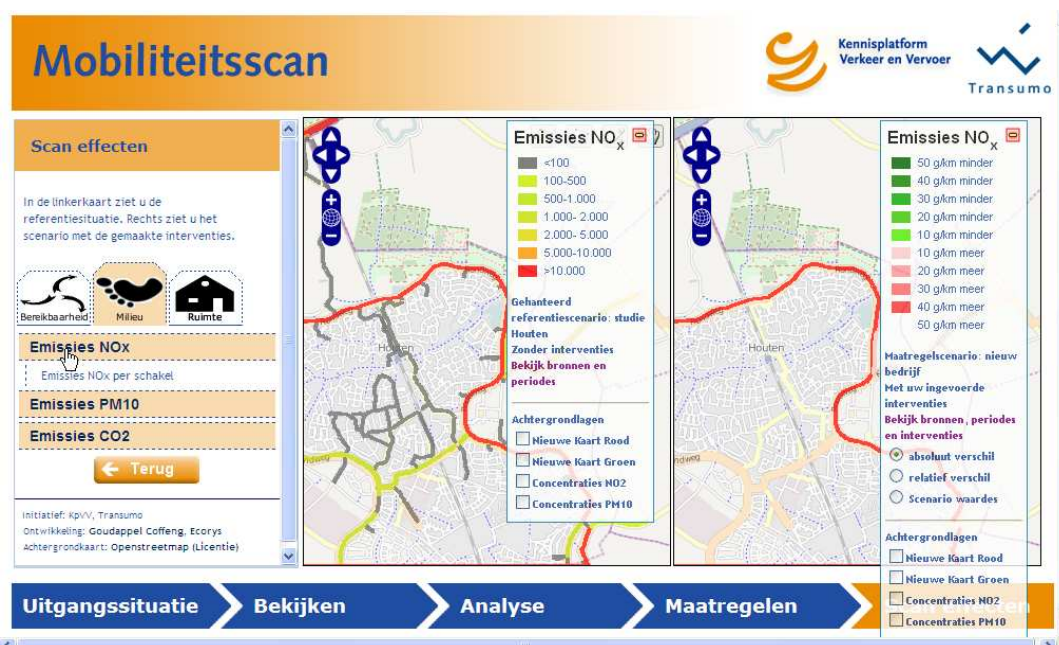 Mobiliteitsscan
Kennisplatform
Verkeer en Vervoer
Transumo
Scan effecten
In de linkerkaart ziet u de
referentiesituatie. Rechts ziet u het
scenario met de gemaakte interventies.
Bereikbaarheid
Milieu
Ruimte
Emissies NOx
Emissies NOx per schakel
Emissies PM10
Emissies CO2
Terug
Initiatief: KpVV, Transumo
Ontwikkeling: Goudappel Coffeng, Ecorys
Achtergrondkaart: Openstreetmap (Licentie)
Houten
Emissies NOx
<100
100-500
500-1.000
1.000- 2.000
2.000- 5.000
5.000-10.000
>10.000
Gehanteerd
referentiescenario: studie
Houten
Zonder interventies
Bekijk bronnen en
periodes
Achtergrondlagen
Nieuwe Kaart Rood
Nieuwe Kaart Groen
Concentraties NO2
Concentraties PM10
Houten
Emissies NOx
50 g/km minder
40 g/km minder
30 g/km minder
20 g/km minder
10 g/km minder
10 g/km meer
20 g/km meer
30 g/km meer
40 g/km meer
50 g/km meer
Maatregelscenario: nieuw
bedrijf
Met uw ingevoerde
interventies
Bekijk bronnen, periodes
en interventies
absoluut verschil
relatief verschil
Scenario waardes
Achtergrondlagen
Nieuwe Kaart Rood
Nieuwe Kaart Groen
Concentraties NO2
Concentraties PM10
Uitgangssituatie
Bekijken
Analyse
Maatregelen
Scan effecten